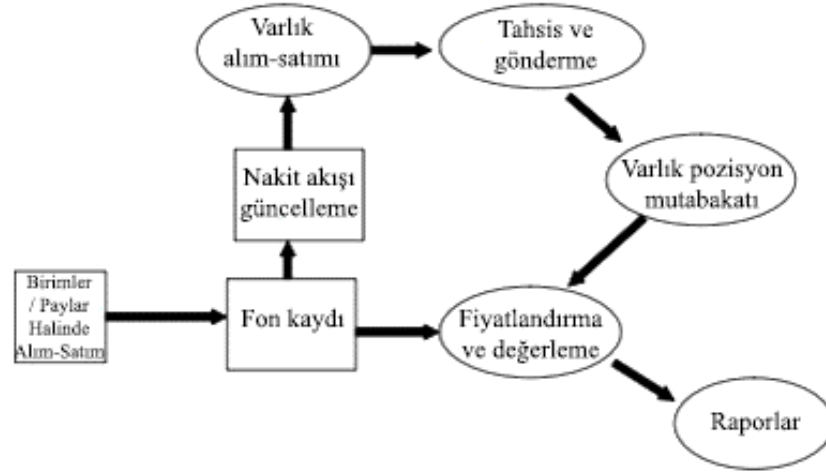 Varlık
alım-satımı
Tahsis ve
gönderme
Nakit akışı
güncelleme
Varlık pozisyon
mutabakatı
Birimler
/ Paylar
Halinde
Alım-Satım
Fon kaydı
Fiyatlandırma
ve değerleme
Raporlar